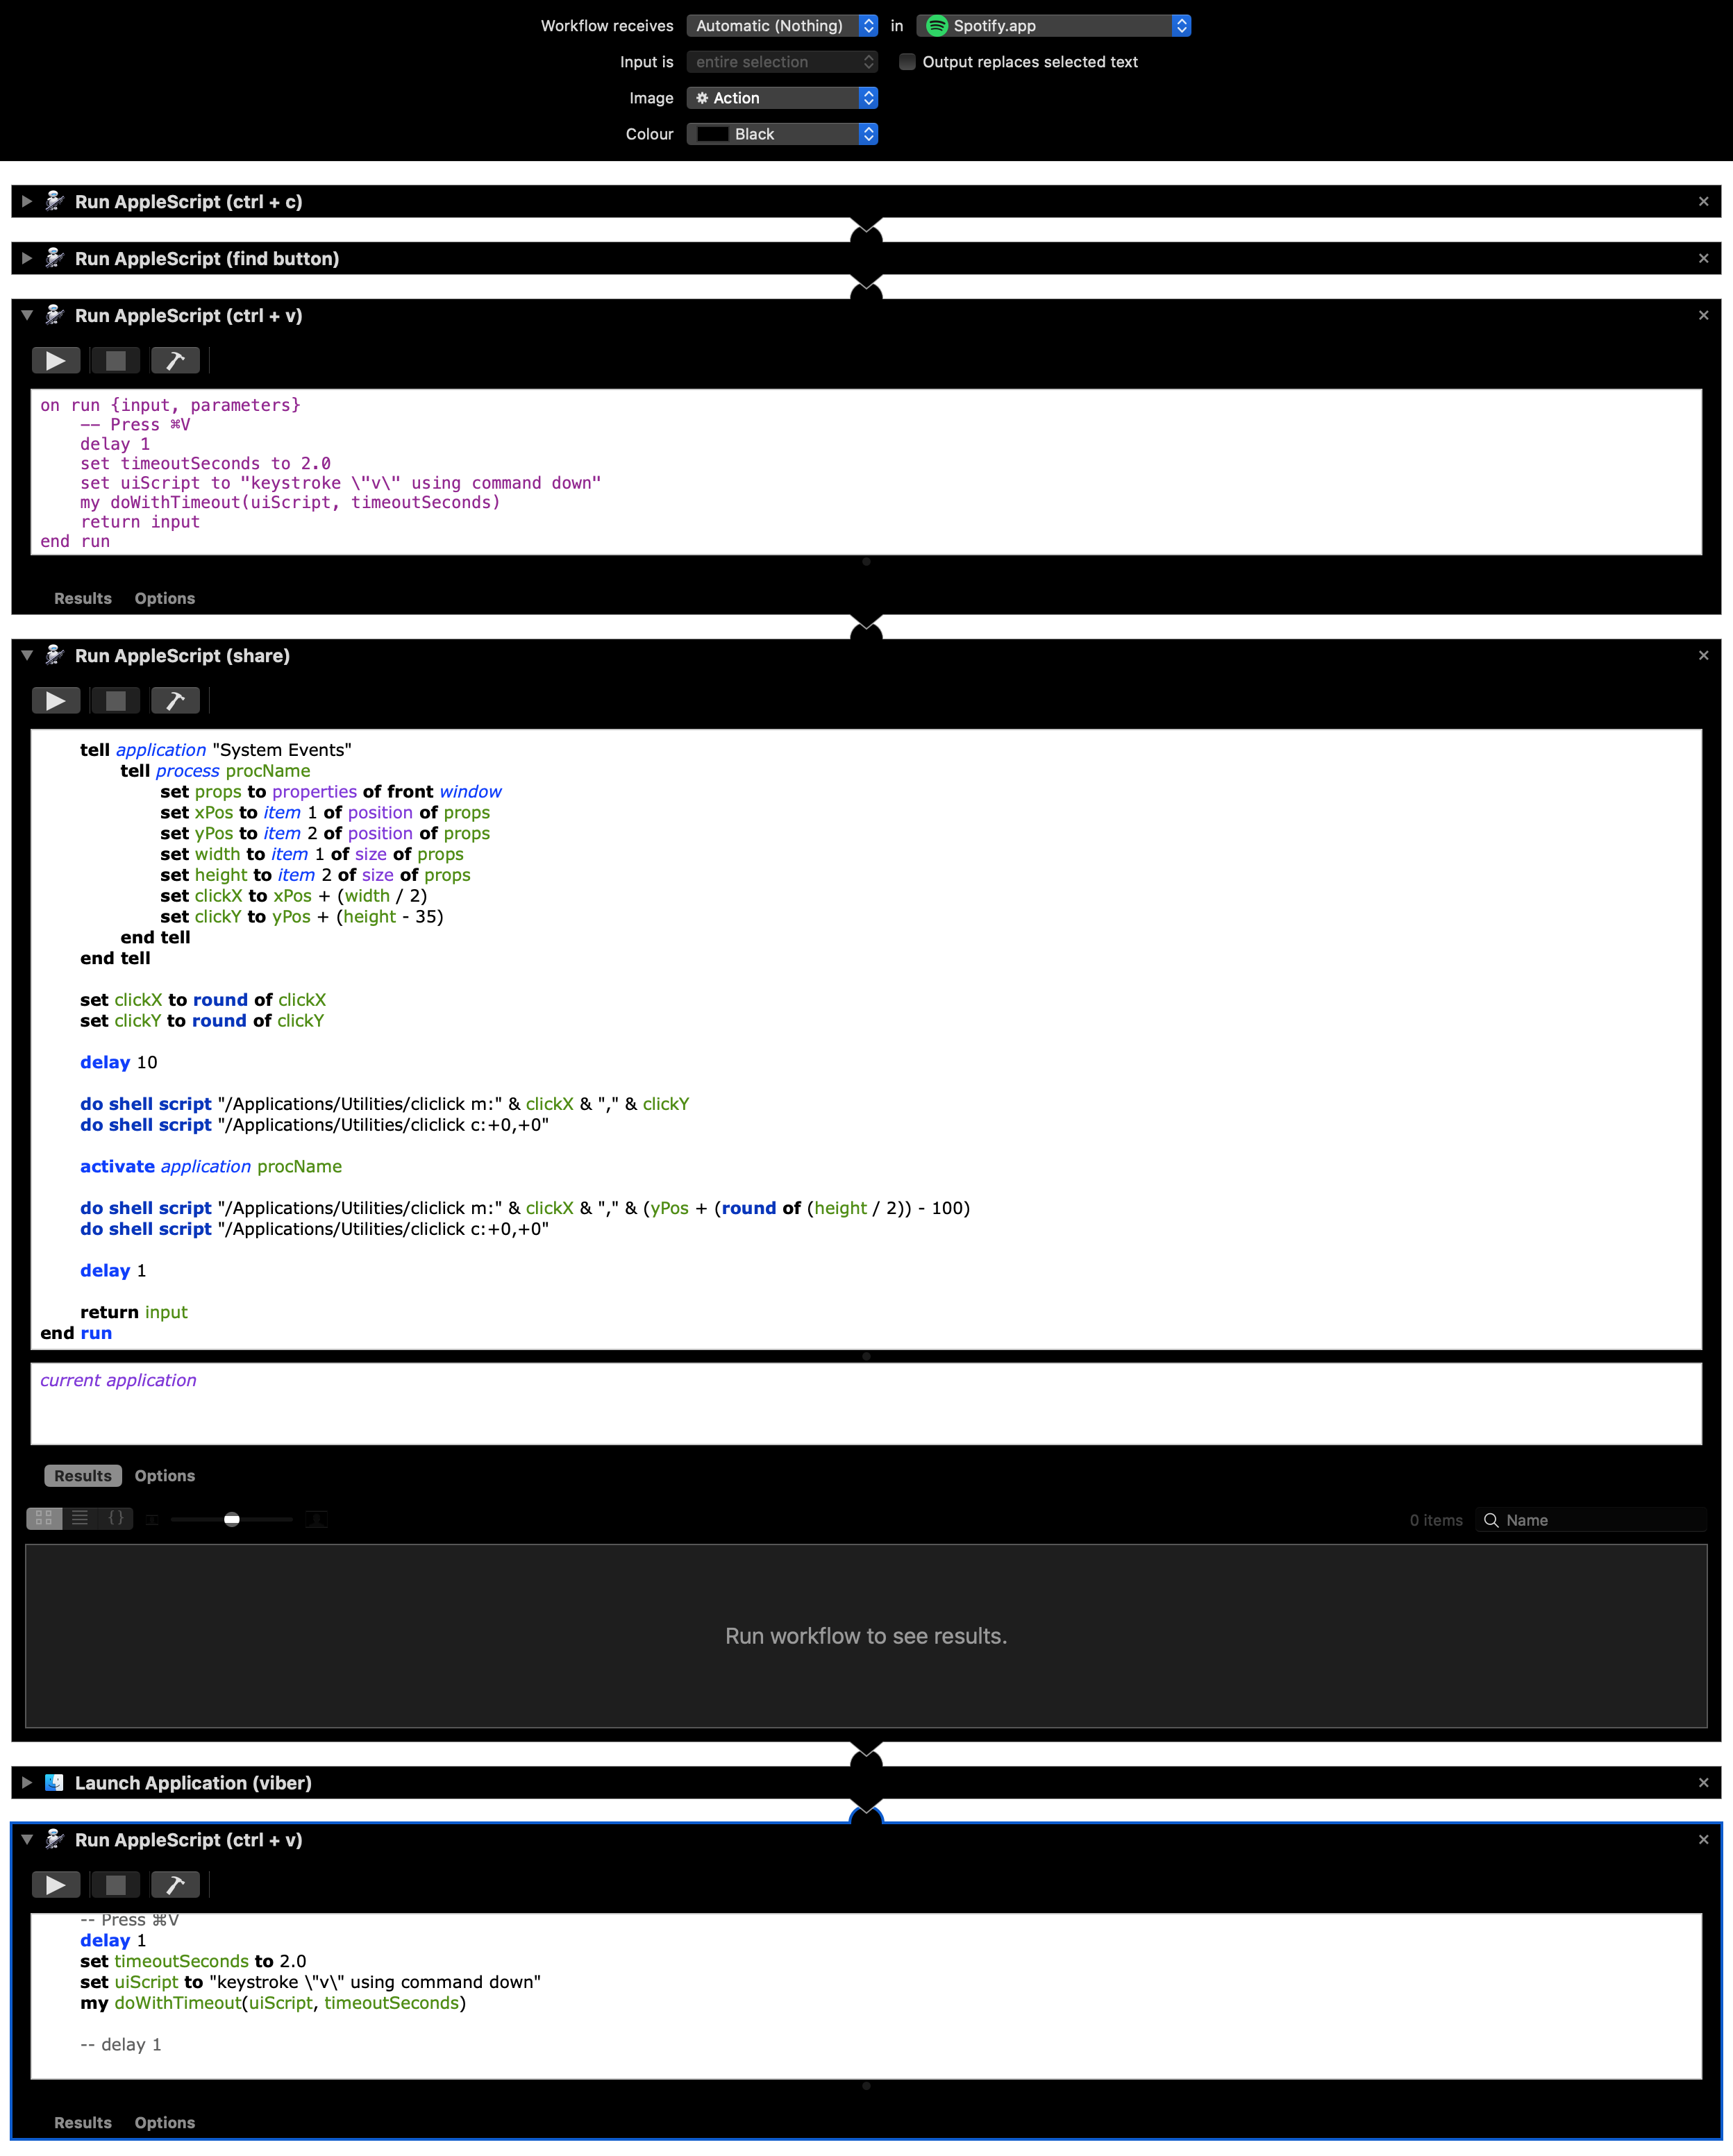 Workflow receives Automatic (Nothing) in Spotify.app
Input is entire selection Output replaces selected text
Image Action
Colour Black
Run AppleScript (ctrl + c)
Run AppleScript (find button)
Run AppleScript (ctrl + v)
on run {input, parameters}
-- Press ⌘V
delay 1
set timeoutSeconds to 2.0
set uiScript to "keystroke \"v\" using command down"
my doWithTimeout(uiScript, timeoutSeconds)
return input
end run
Results Options
Run AppleScript (share)
tell application "System Events"
tell process procName
set props to properties of front window
set xPos to item 1 of position of props
set yPos to item 2 of position of props
set width to item 1 of size of props
set height to item 2 of size of props
set clickX to xPos + (width / 2)
set clickY to yPos + (height - 35)
end tell
end tell
set clickX to round of clickX
set clickY to round of clickY
delay 10
do shell script "/Applications/Utilities/cliclick m:" & clickX & "," & clickY
do shell script "/Applications/Utilities/cliclick c:+0,+0"
activate application procName
do shell script "/Applications/Utilities/cliclick m:" & clickX & "," & (yPos + (round of (height / 2)) - 100)
do shell script "/Applications/Utilities/cliclick c:+0,+0"
delay 1
return input
end run
current application
Results Options
0 items Name
Run workflow to see results.
Launch Application (viber)
Run AppleScript (ctrl + v)
-- Press ⌘V
delay 1
set timeoutSeconds to 2.0
set uiScript to "keystroke \"v\" using command down"
my doWithTimeout(uiScript, timeoutSeconds)
-- delay 1
Results Options